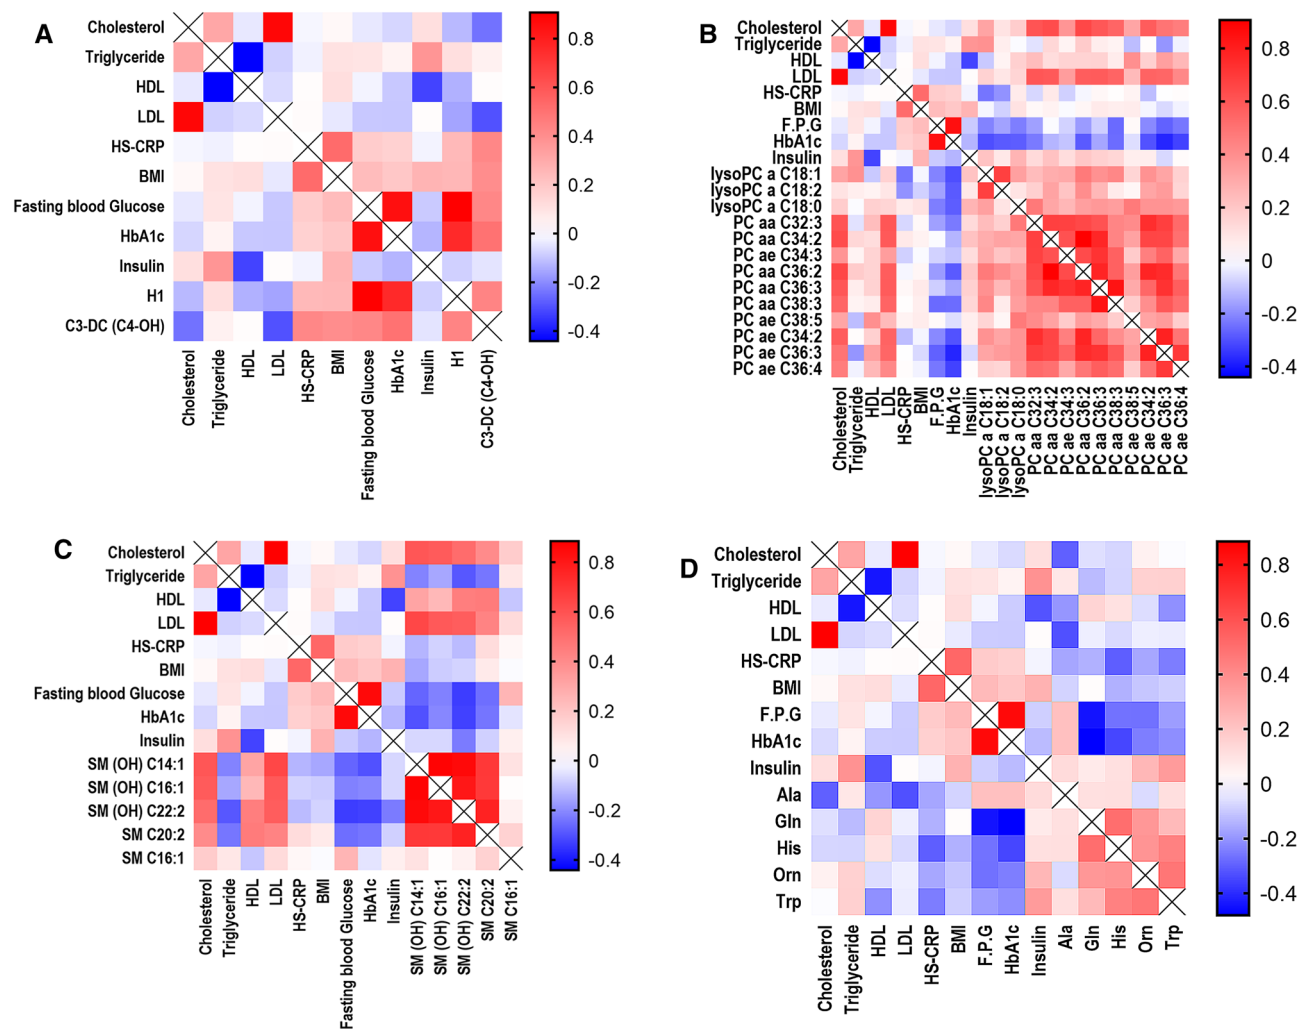 A
Cholesterol
Triglyceride
HDL
LDL
HS-CRP
BMI
Fasting blood Glucose
HbA1c
Insulin
H1
C3-DC (C4-OH)
Cholesterol
Triglyceride
HDL
LDL
HS-CRP
BMI
Fasting blood Glucose
HbA1c
Insulin
H1
C3-DC (C4-OH)
0.8
0.6
0.4
0.2
0
-0.2
-0.4
B
Cholesterol
Triglyceride
HDL
LDL
HS-CRP
BMI
F.P.G
HbA1c
Insulin
lysoPC a C18:1
lysoPC a C18:2
lysoPC a C18:0
PC aa C32:3
PC aa C34:2
PC ae C34:3
PC aa C36:2
PC aa C36:3
PC aa C38:3
PC ae C38:5
PC ae C34:2
PC ae C36:3
PC ae C36:4
Cholesterol
Triglyceride
HDL
LDL
HS-CRP
BMI
F.P.G
HbA1c
Insulin
lysoPC a C18:1
lysoPC a C18:2
lysoPC a C18:0
PC aa C32:3
PC aa C34:2
PC ae C34:3
PC aa C36:2
PC aa C36:3
PC aa C38:3
PC ae C38:5
PC ae C34:2
PC ae C36:3
PC ae C36:4
0.8
0.6
0.4
0.2
0
-0.2
-0.4
C
Cholesterol
Triglyceride
HDL
LDL
HS-CRP
BMI
Fasting blood Glucose
HbA1c
Insulin
SM (OH) C14:1
SM (OH) C16:1
SM (OH) C22:2
SM C20:2
SM C16:1
Cholesterol
Triglyceride
HDL
LDL
HS-CRP
BMI
Fasting blood Glucose
HbA1c
Insulin
SM (OH) C14:1
SM (OH) C16:1
SM (OH) C22:2
SM C20:2
SM C16:1
0.8
0.6
0.4
0.2
0
-0.2
-0.4
D
Cholesterol
Triglyceride
HDL
LDL
HS-CRP
BMI
F.P.G
HbA1c
Insulin
Ala
Gln
His
Orn
Trp
Cholesterol
Triglyceride
HDL
LDL
HS-CRP
BMI
F.P.G
HbA1c
Insulin
Ala
Gln
His
Orn
Trp
0.8
0.6
0.4
0.2
0
-0.2
-0.4